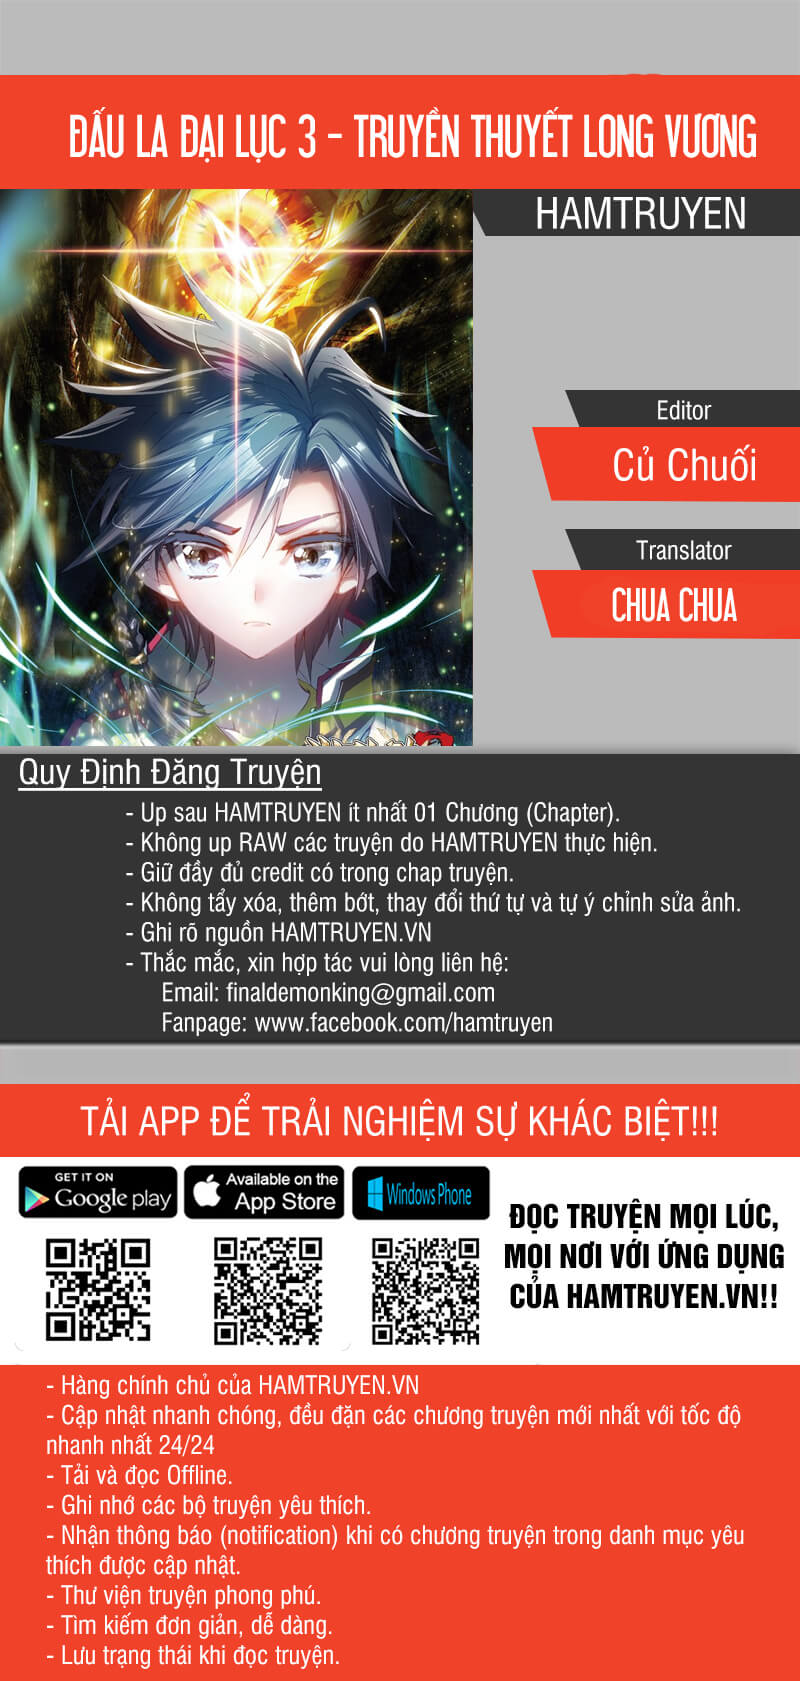 ĐẤU LA ĐẠI LỤC 3 - TRUYỀN THUYẾT LONG VƯƠNG
HAMTRUYEN
Editor
Củ Chuối
Translator
CHUA CHUA
Quy Định Đăng Truyện
- Up sau HAMTRUYEN ít nhất 01 Chương (Chapter).
- Không up RAW các truyện do HAMTRUYEN thực hiện.
- Giữ đầy đủ credit có trong chap truyện.
- Không tẩy xóa, thêm bớt, thay đổi thứ tự và tự ý chỉnh sửa ảnh.
- Ghi rõ nguồn HAMTRUYEN.VN
- Thắc mắc, xin hợp tác vui lòng liên hệ:
Email: finaldemonking@gmail.com
Fanpage: www.facebook.com/hamtruyen
TẢI APP ĐỂ TRẢI NGHIỆM SỰ KHÁC BIỆT!!!
GET IT ON
Google play
Available on the
App Store
Windows Phone
ĐỌC TRUYỆN MỌI LÚC,
MỌI NƠI VỚI ỨNG DỤNG
CỦA HAMTRUYEN.VN!!
- Hàng chính chủ của HAMTRUYEN.VN
- Cập nhật nhanh chóng, đều đặn các chương truyện mới nhất với tốc độ
nhanh nhất 24/24
- Tải và đọc Offline.
- Ghi nhớ các bộ truyện yêu thích.
- Nhận thông báo (notification) khi có chương truyện trong danh mục yêu
thích được cập nhật.
- Thư viện truyện phong phú.
- Tìm kiếm đơn giản, dễ dàng.
- Lưu trạng thái khi đọc truyện.